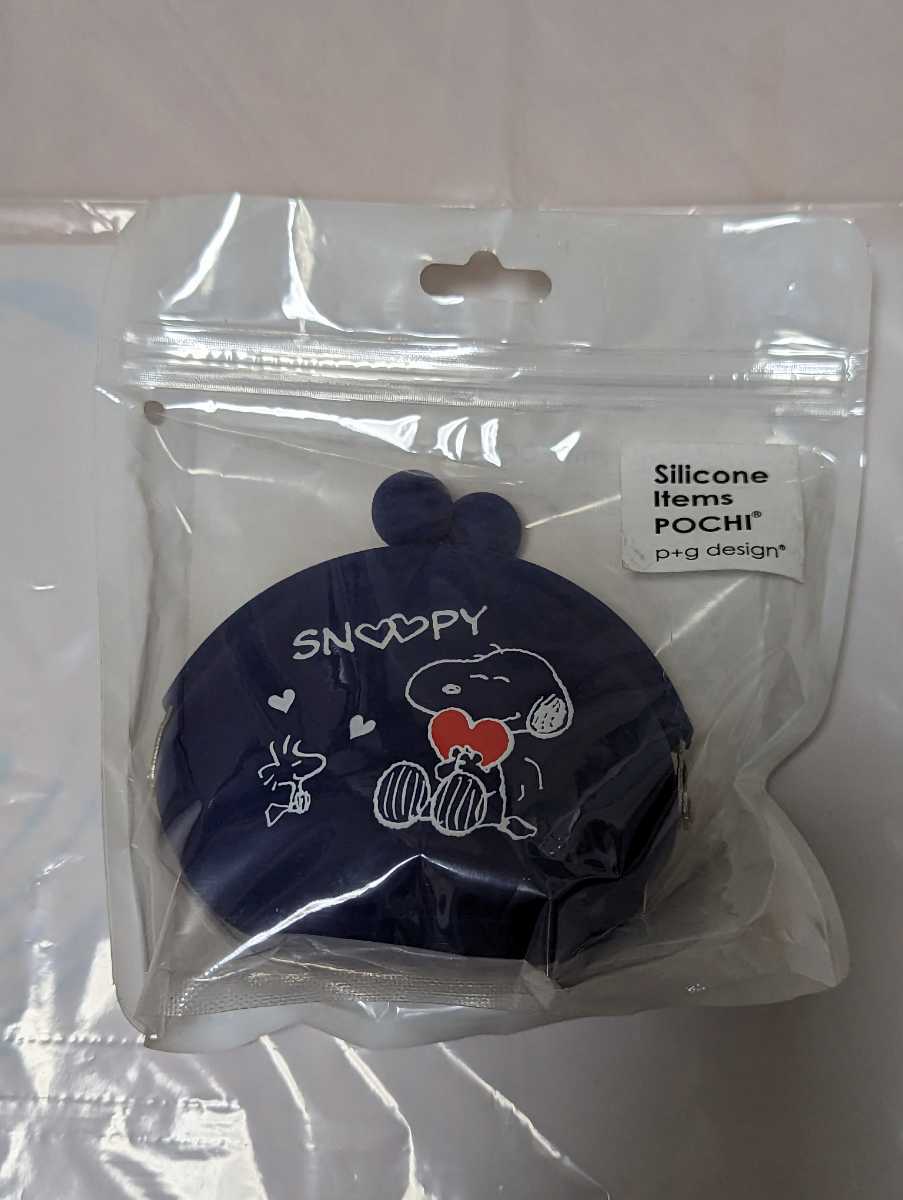 Silicone
Items
POCHI®
p+g design®
SNOOPY